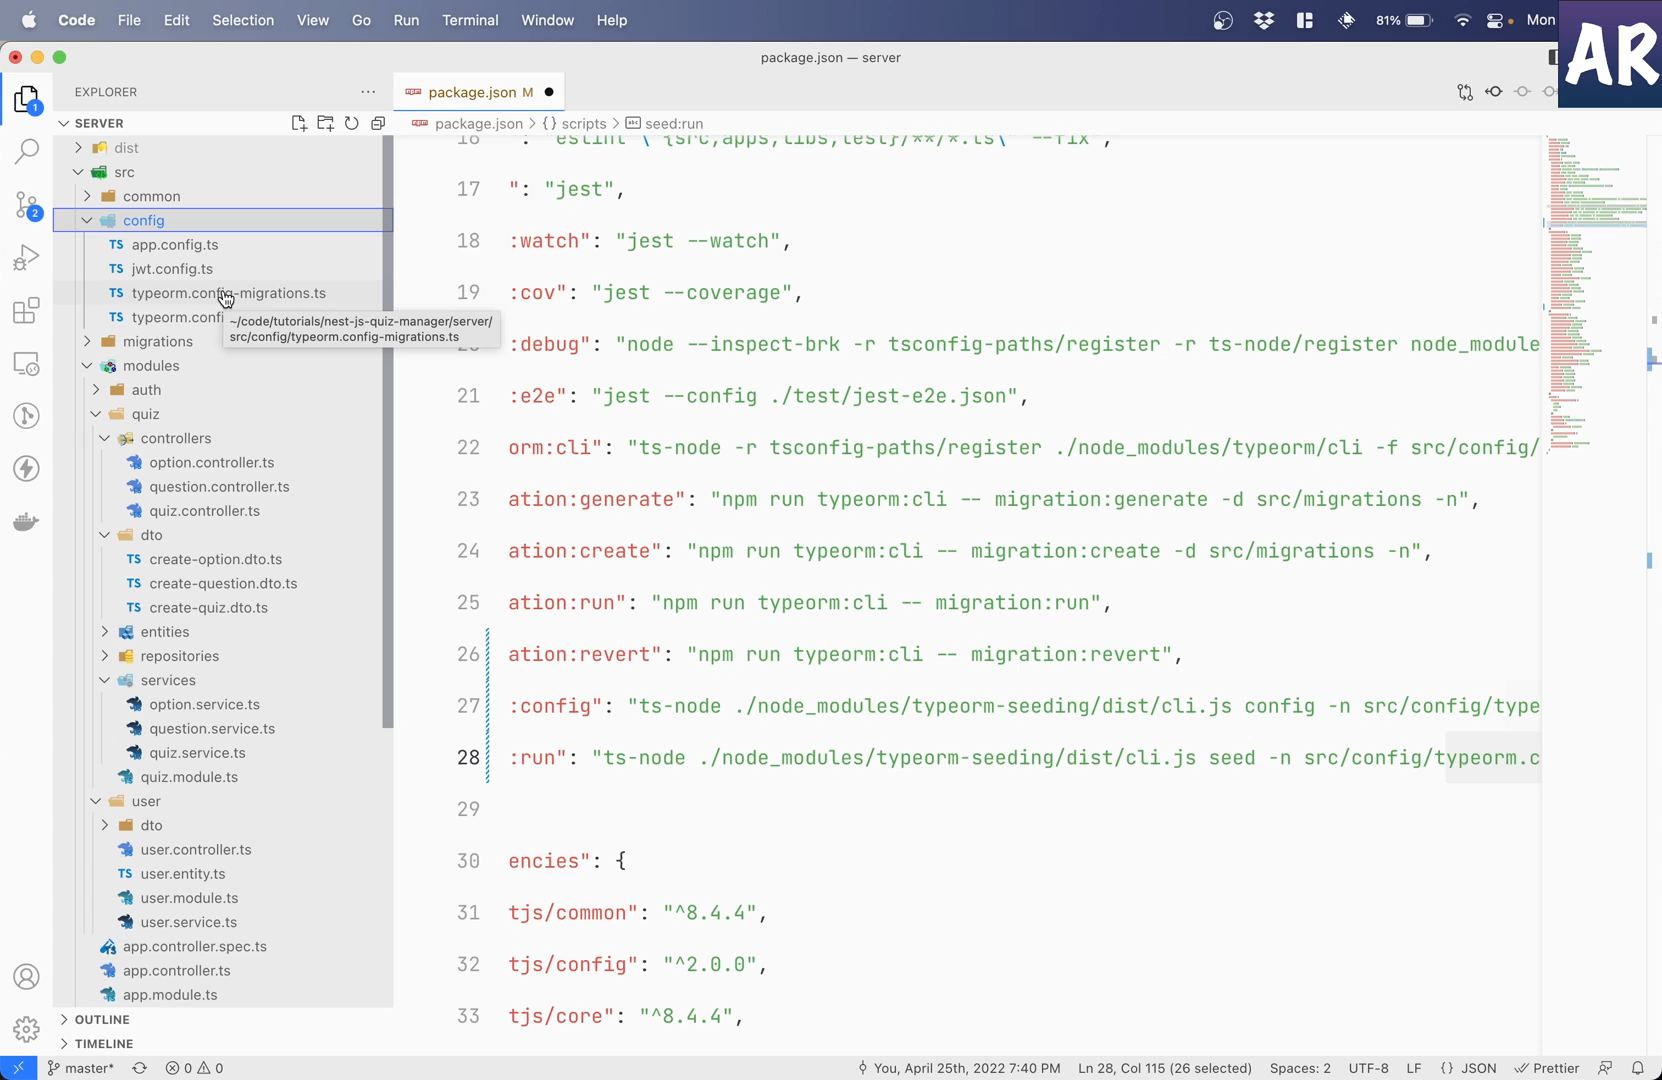 Code File Edit Selection View Go Run Terminal Window Help 81% Mon
AR
package.json — server
EXPLORER
package.json M
SERVER
package.json > {} scripts > seed:run
dist
src
common
config
app.config.ts
jwt.config.ts
typeorm.config-migrations.ts
typeorm.confi
~/code/tutorials/nest-js-quiz-manager/server/
src/config/typeorm.config-migrations.ts
migrations
modules
auth
quiz
controllers
option.controller.ts
question.controller.ts
quiz.controller.ts
dto
create-option.dto.ts
create-question.dto.ts
create-quiz.dto.ts
entities
repositories
services
option.service.ts
question.service.ts
quiz.service.ts
quiz.module.ts
user
dto
user.controller.ts
user.entity.ts
user.module.ts
user.service.ts
app.controller.spec.ts
app.controller.ts
app.module.ts
OUTLINE
TIMELINE
16 ": "eslint \"{src,apps,libs,test}/**/*.ts\" --fix",
17 ": "jest",
18 :watch": "jest --watch",
19 :cov": "jest --coverage",
:debug": "node --inspect-brk -r tsconfig-paths/register -r ts-node/register node_module
21 :e2e": "jest --config ./test/jest-e2e.json",
22 orm:cli": "ts-node -r tsconfig-paths/register ./node_modules/typeorm/cli -f src/config/
23 ation:generate": "npm run typeorm:cli -- migration:generate -d src/migrations -n",
24 ation:create": "npm run typeorm:cli -- migration:create -d src/migrations -n",
25 ation:run": "npm run typeorm:cli -- migration:run",
26 ation:revert": "npm run typeorm:cli -- migration:revert",
27 :config": "ts-node ./node_modules/typeorm-seeding/dist/cli.js config -n src/config/type
28 :run": "ts-node ./node_modules/typeorm-seeding/dist/cli.js seed -n src/config/typeorm.c
29
30 encies": {
31 tjs/common": "^8.4.4",
32 tjs/config": "^2.0.0",
33 tjs/core": "^8.4.4",
1
2
master* 0 0 You, April 25th, 2022 7:40 PM Ln 28, Col 115 (26 selected) Spaces: 2 UTF-8 LF {} JSON Prettier